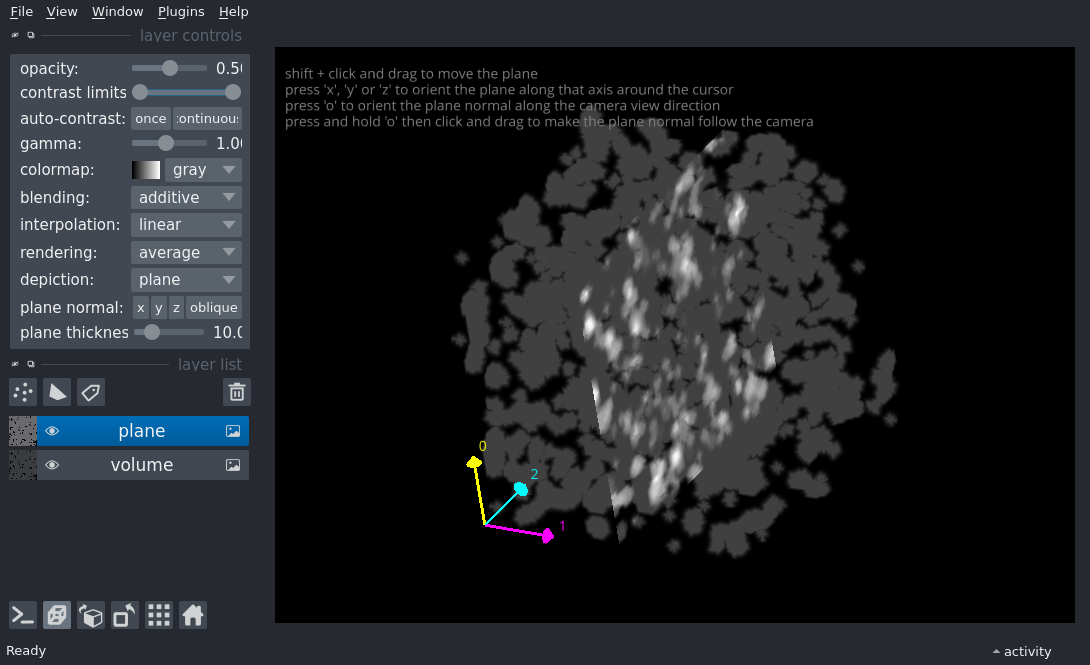 File View Window Plugins Help
layer controls
opacity: 0.50
contrast limits
auto-contrast: once continuous
gamma: 1.00
colormap: gray
blending: additive
interpolation: linear
rendering: average
depiction: plane
plane normal: x y z oblique
plane thicknes 10.0
layer list
plane
volume
shift + click and drag to move the plane
press 'x', 'y' or 'z' to orient the plane along that axis around the cursor
press 'o' to orient the plane normal along the camera view direction
press and hold 'o' then click and drag to make the plane normal follow the camera
0
2
1
Ready
activity